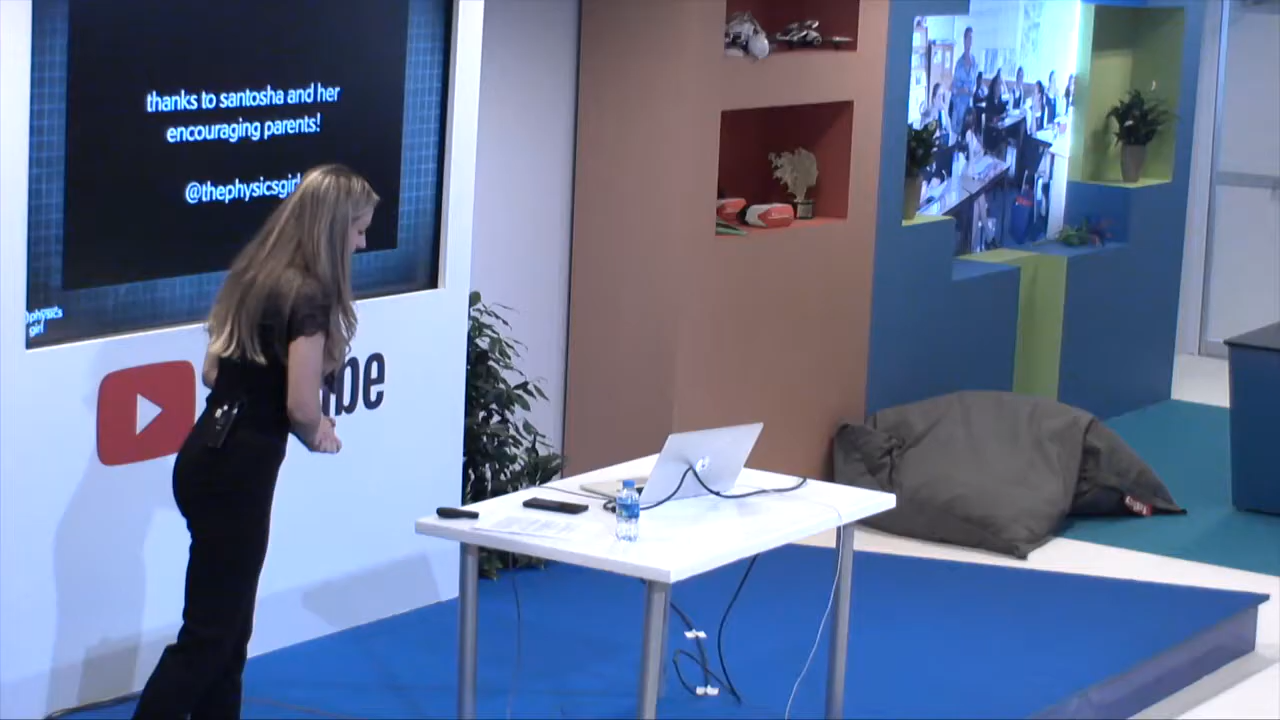 thanks to santosha and her
encouraging parents!
@thephysicsgirl
physics
girl
be